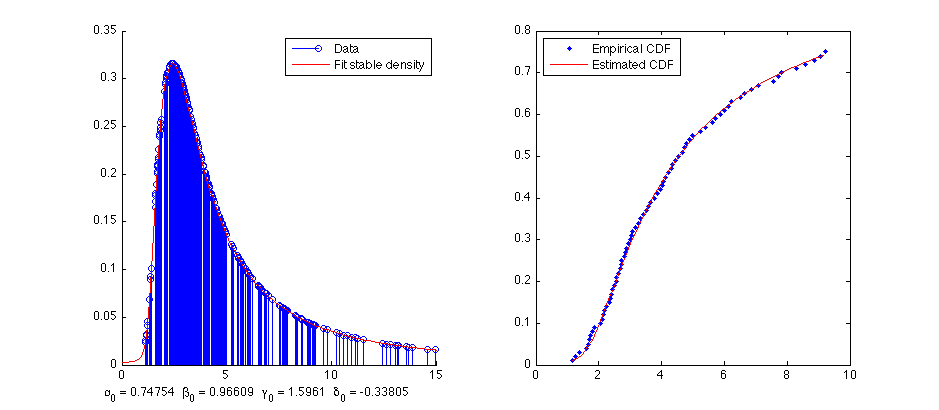 0.35
0.3
0.25
0.2
0.15
0.1
0.05
0
0 5 10 15
Data
Fit stable density
α₀ = 0.74754 β₀ = 0.96609 γ₀ = 1.5961 δ₀ = -0.33805
0.8
0.7
0.6
0.5
0.4
0.3
0.2
0.1
0
0 2 4 6 8 10
Empirical CDF
Estimated CDF